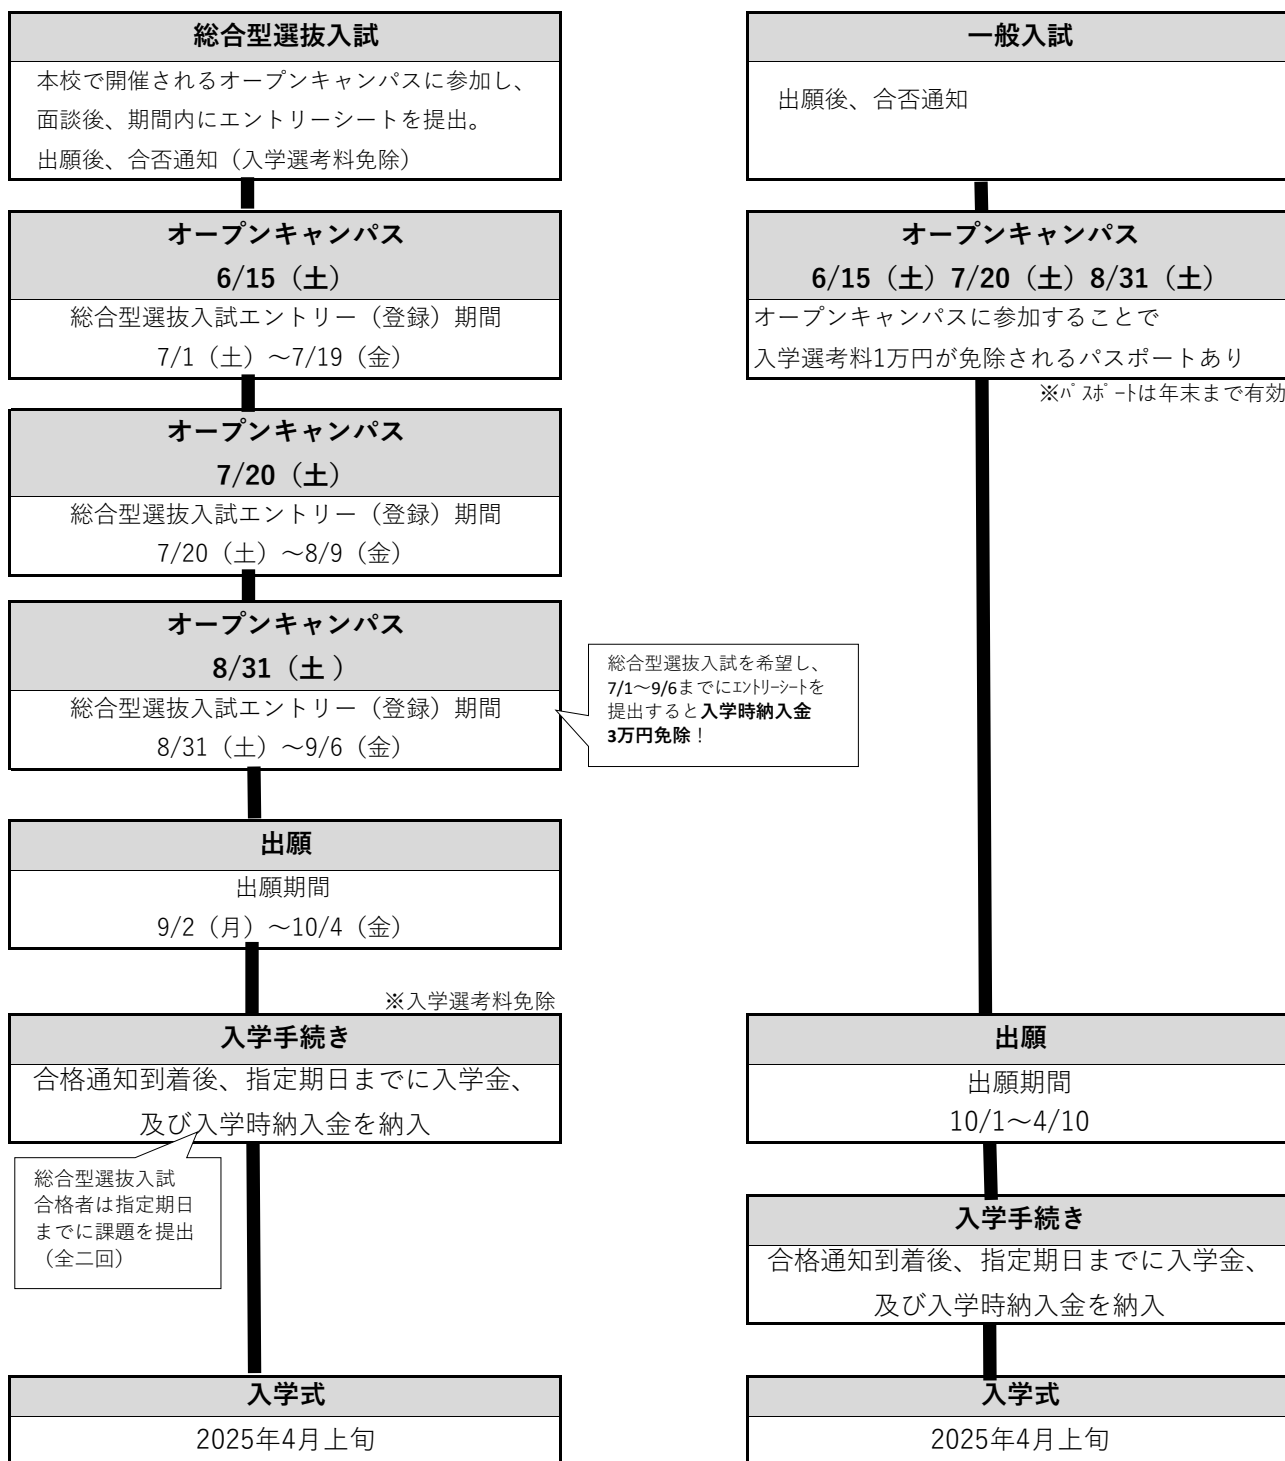 総合型選抜入試
本校で開催されるオープンキャンパスに参加し、
面談後、期間内にエントリーシートを提出。
出願後、合否通知（入学選考料免除）
オープンキャンパス
6/15（土）
総合型選抜入試エントリー（登録）期間
7/1（土）～7/19（金）
オープンキャンパス
7/20（土）
総合型選抜入試エントリー（登録）期間
7/20（土）～8/9（金）
オープンキャンパス
8/31（土 ）
総合型選抜入試エントリー（登録）期間
8/31（土）～9/6（金）
総合型選抜入試を希望し、
7/1～9/6までにｴﾝﾄﾘｰｼｰﾄを
提出すると入学時納入金
3万円免除！
出願
出願期間
9/2（月）～10/4（金）
※入学選考料免除
入学手続き
合格通知到着後、指定期日までに入学金、
及び入学時納入金を納入
総合型選抜入試
合格者は指定期日
までに課題を提出
（全二回）
入学式
2025年4月上旬
一般入試
出願後、合否通知
オープンキャンパス
6/15（土）7/20（土）8/31（土）
オープンキャンパスに参加することで
入学選考料1万円が免除されるパスポートあり
※ﾊﾟｽﾎﾟｰﾄは年末まで有効
出願
出願期間
10/1～4/10
入学手続き
合格通知到着後、指定期日までに入学金、
及び入学時納入金を納入
入学式
2025年4月上旬